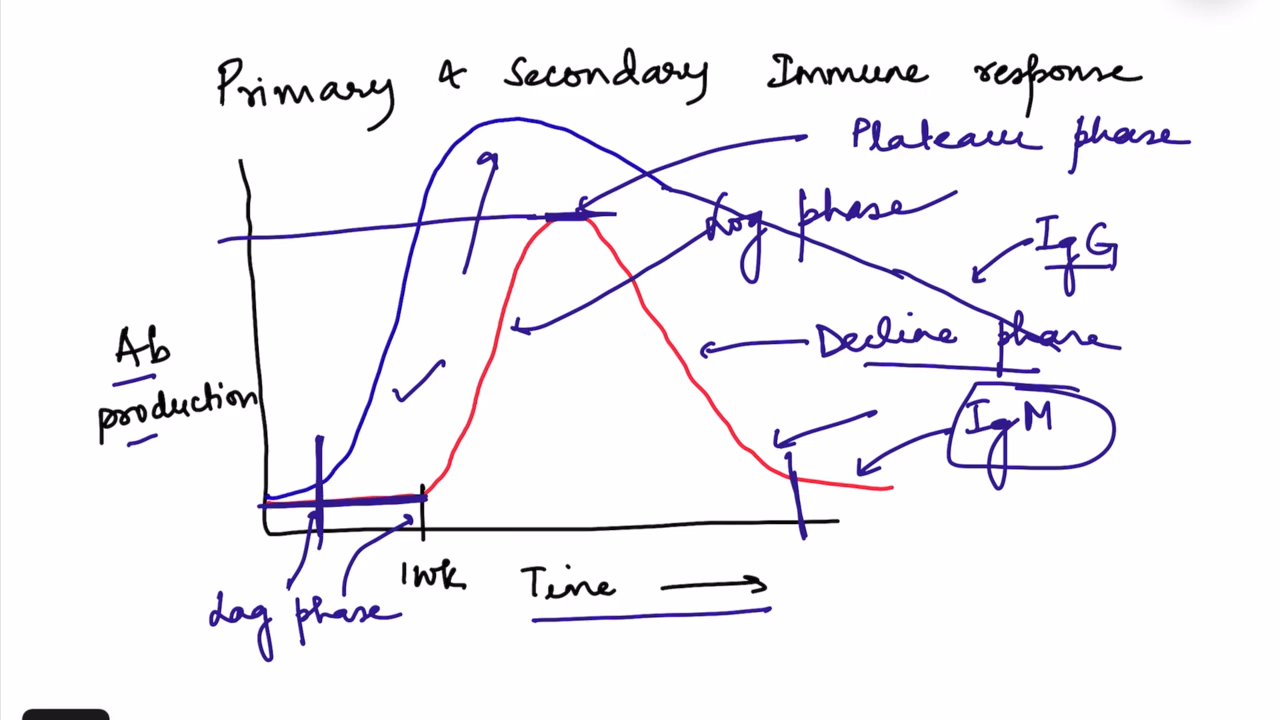 Primary & Secondary Immune response
Plateau phase
Log phase
IgG
Ab
production
Decline phase
IgM
1wk
Time
Lag phase